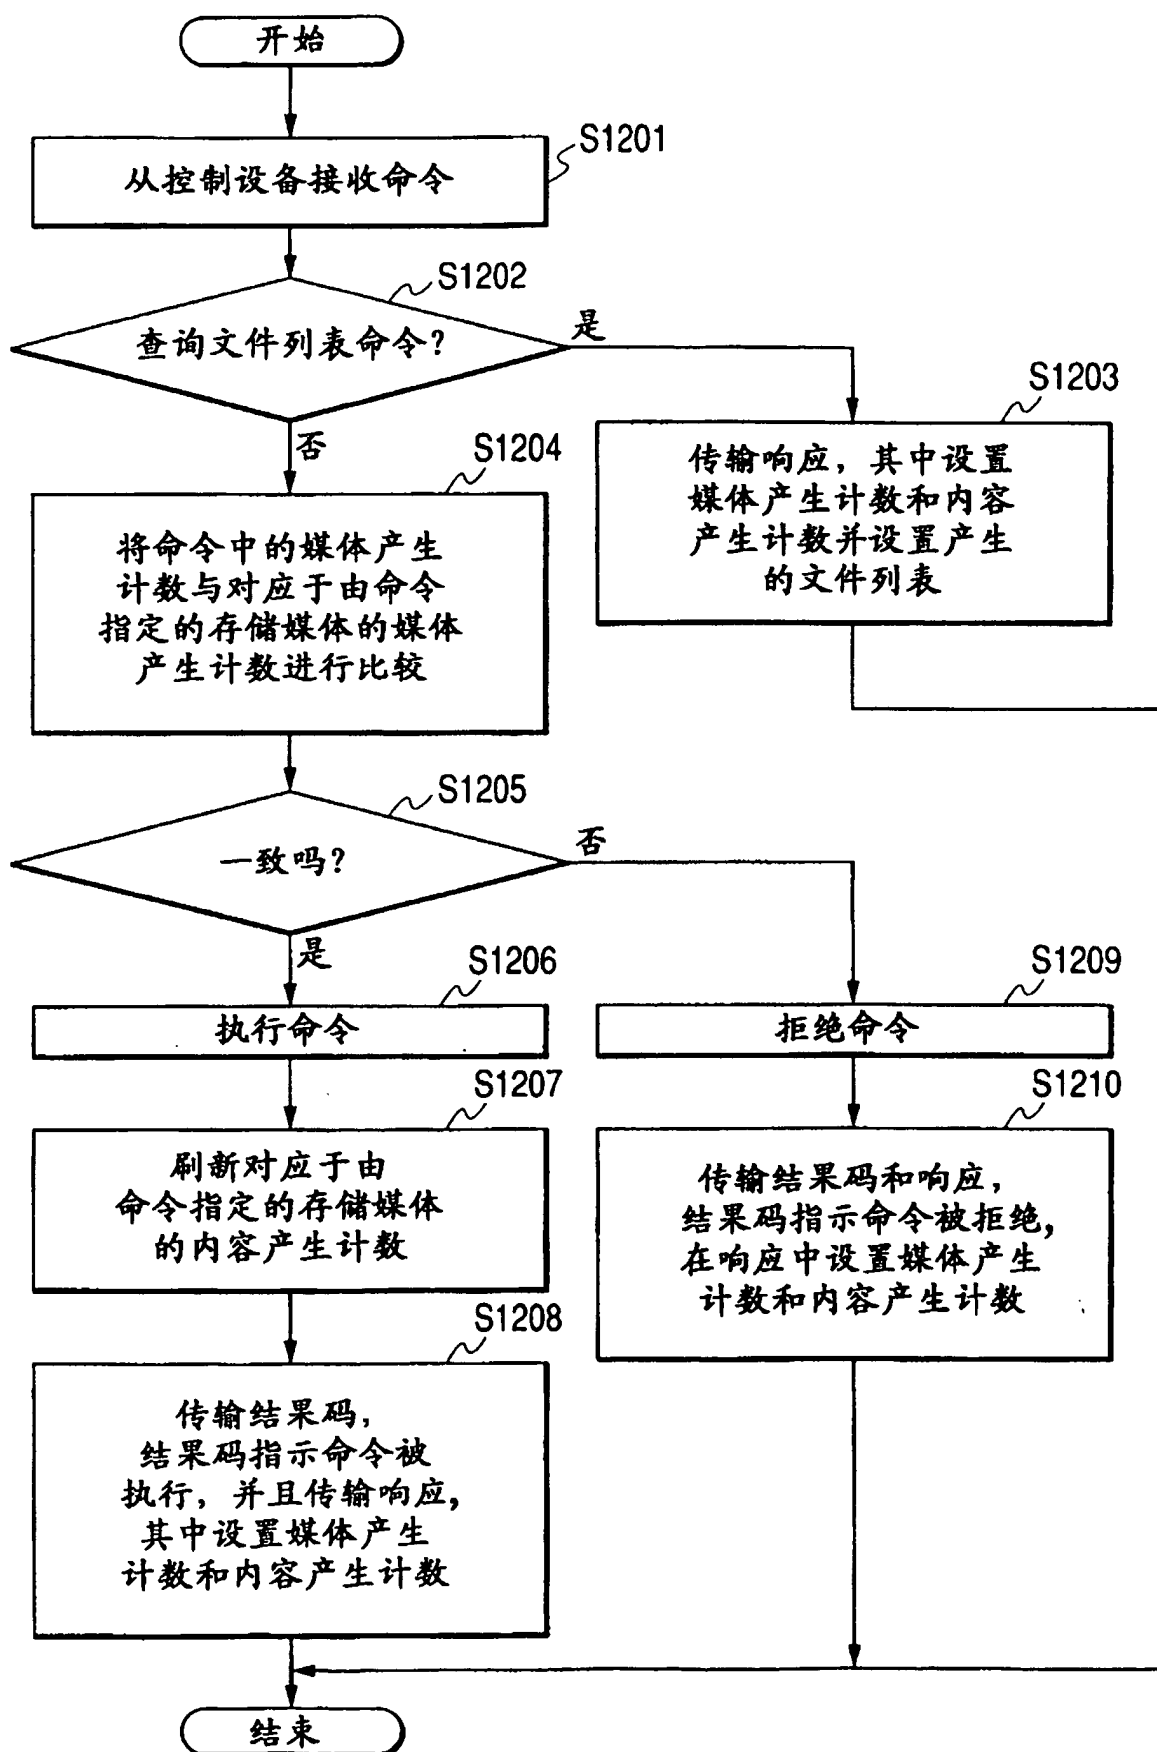 开始
S1201
从控制设备接收命令
S1202
查询文件列表命令？
是
否
S1203
传输响应，其中设置
媒体产生计数和内容
产生计数并设置产生
的文件列表
S1204
将命令中的媒体产生
计数与对应于由命令
指定的存储媒体的媒体
产生计数进行比较
S1205
一致吗？
否
是
S1206
执行命令
S1209
拒绝命令
S1207
刷新对应于由
命令指定的存储媒体
的内容产生计数
S1210
传输结果码和响应，
结果码指示命令被拒绝，
在响应中设置媒体产生
计数和内容产生计数
S1208
传输结果码，
结果码指示命令被
执行，并且传输响应，
其中设置媒体产生
计数和内容产生计数
结束